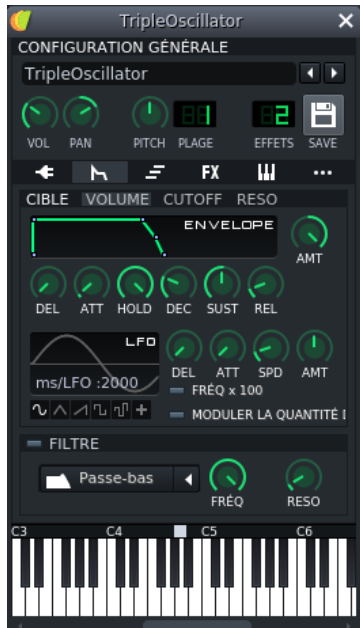 TripleOscillator
CONFIGURATION GÉNÉRALE
TripleOscillator
1 2
VOL PAN PITCH PLAGE EFFETS SAVE
FX
CIBLE VOLUME CUTOFF RESO
ENVELOPE
AMT
DEL ATT HOLD DEC SUST REL
LFO
DEL ATT SPD AMT
ms/LFO :2000
FRÉQ x 100
MODULER LA QUANTITÉ
FILTRE
Passe-bas
FRÉQ RESO
C3 C4 C5 C6